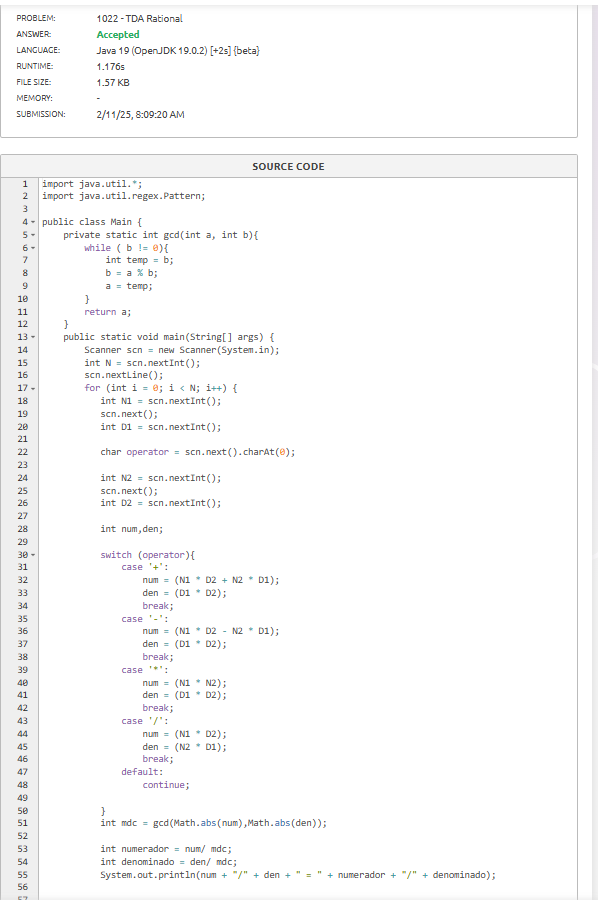 PROBLEM: 1022 - TDA Rational
ANSWER: Accepted
LANGUAGE: Java 19 (OpenJDK 19.0.2) [+2s] {beta}
RUNTIME: 1.176s
FILE SIZE: 1.57 KB
MEMORY: -
SUBMISSION: 2/11/25, 8:09:20 AM
SOURCE CODE
1 import java.util.*;
2 import java.util.regex.Pattern;
3
4 public class Main {
5 private static int gcd(int a, int b){
6 while ( b != 0){
7 int temp = b;
8 b = a % b;
9 a = temp;
10 }
11 return a;
12 }
13 public static void main(String[] args) {
14 Scanner scn = new Scanner(System.in);
15 int N = scn.nextInt();
16 scn.nextLine();
17 for (int i = 0; i < N; i++) {
18 int N1 = scn.nextInt();
19 scn.next();
20 int D1 = scn.nextInt();
21
22 char operator = scn.next().charAt(0);
23
24 int N2 = scn.nextInt();
25 scn.next();
26 int D2 = scn.nextInt();
27
28 int num,den;
29
30 switch (operator){
31 case '+':
32 num = (N1 * D2 + N2 * D1);
33 den = (D1 * D2);
34 break;
35 case '-':
36 num = (N1 * D2 - N2 * D1);
37 den = (D1 * D2);
38 break;
39 case '*':
40 num = (N1 * N2);
41 den = (D1 * D2);
42 break;
43 case '/':
44 num = (N1 * D2);
45 den = (N2 * D1);
46 break;
47 default:
48 continue;
49
50 }
51 int mdc = gcd(Math.abs(num),Math.abs(den));
52
53 int numerador = num/ mdc;
54 int denominado = den/ mdc;
55 System.out.println(num + "/" + den + " = " + numerador + "/" + denominado);
56
57